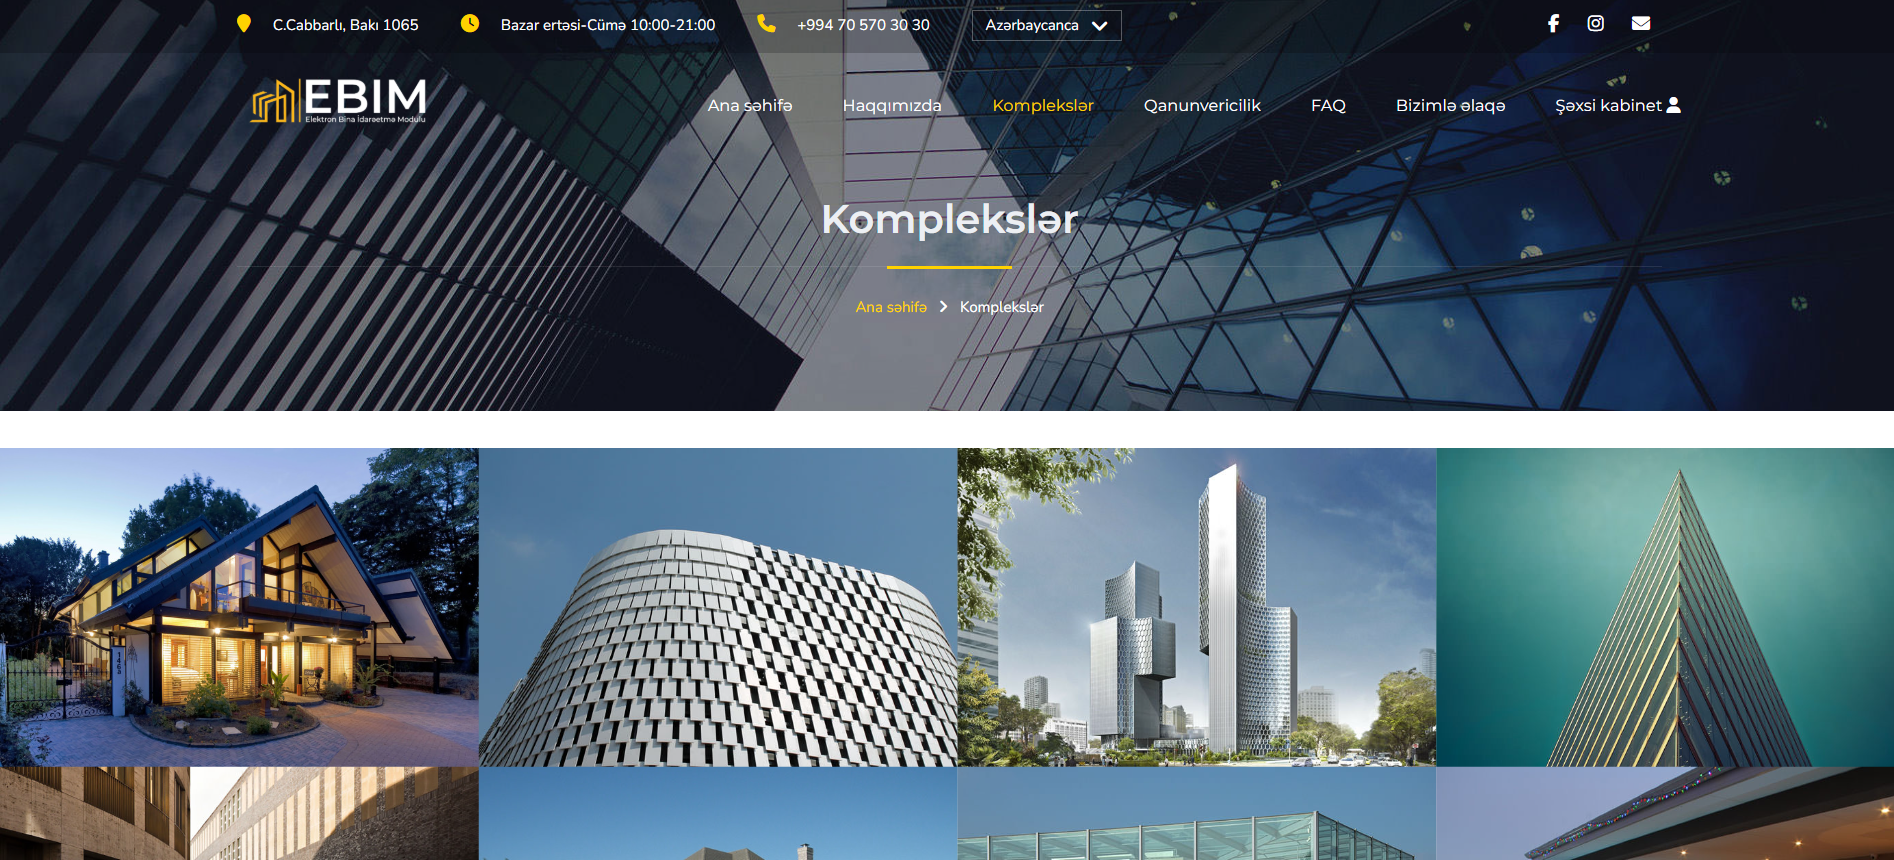 C.Cabbarlı, Bakı 1065
Bazar ertəsi-Cümə 10:00-21:00
+994 70 570 30 30
Azərbaycanca
EBIM
Elektron Bina İdarəetmə Modulu
Ana səhifə
Haqqımızda
Komplekslər
Qanunvericilik
FAQ
Bizimlə əlaqə
Şəxsi kabinet
Komplekslər
Ana səhifə
Komplekslər
1468